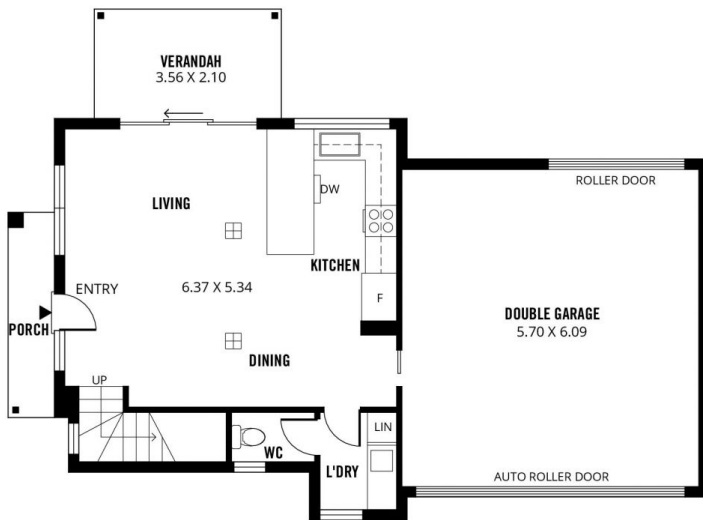 VERANDAH
3.56 X 2.10
ROLLER DOOR
DW
LIVING
KITCHEN
ENTRY
6.37 X 5.34
F
DOUBLE GARAGE
5.70 X 6.09
PORCH
DINING
UP
LIN
WC
L'DRY
AUTO ROLLER DOOR